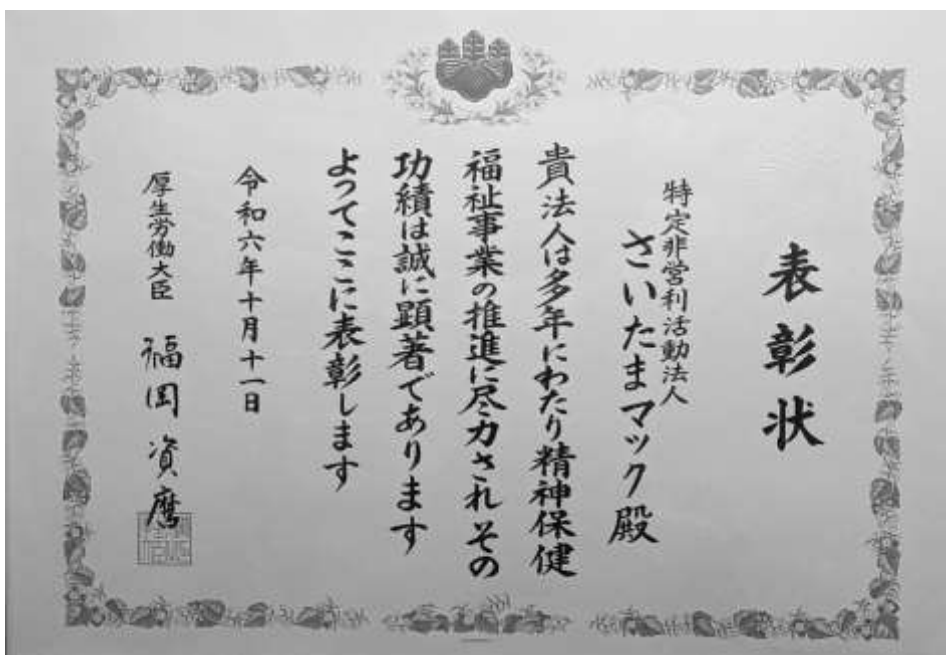 表彰状
特定非営利活動法人
さいたまマック殿
貴法人は多年にわたり精神保健
福祉事業の推進に尽力されその
功績は誠に顕著であります
よってここに表彰します
令和六年十月十一日
厚生労働大臣 福岡資麿